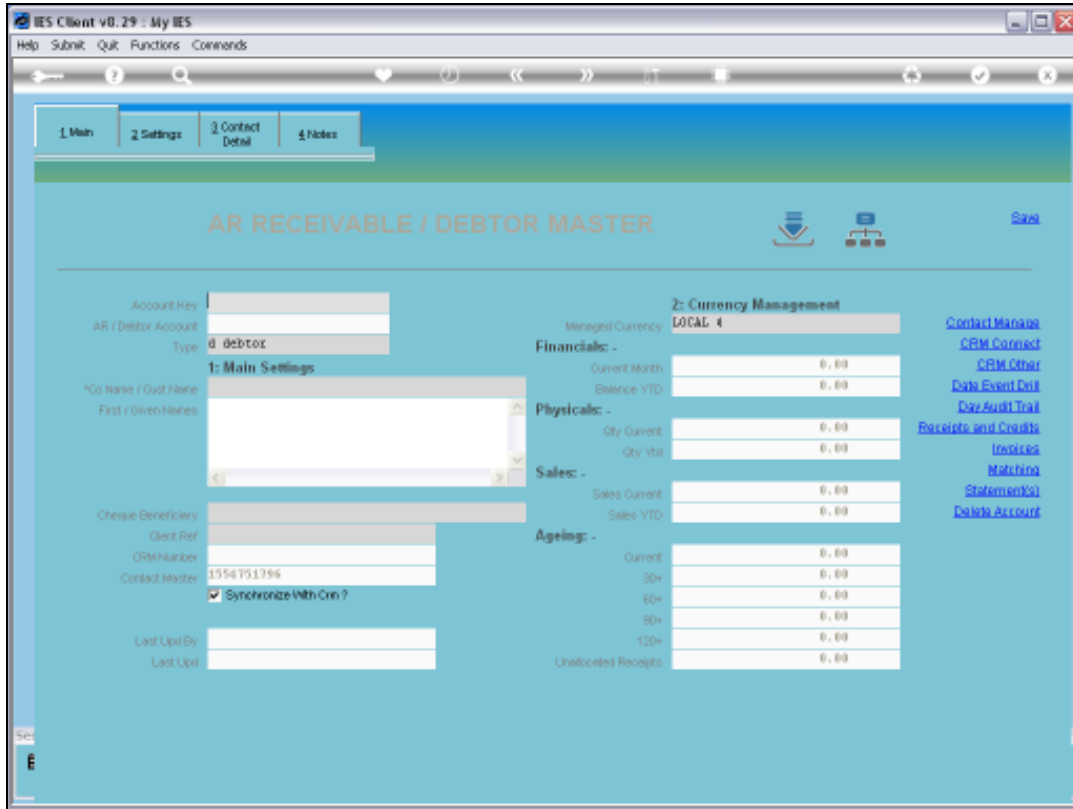 IES Client v8.29 : My IES
Help Submit Quit Functions Commands
1 Main
2 Settings
3 Contact
Detail
4 Notes
AR RECEIVABLE / DEBTOR MASTER
Save
Account Key
AR / Debtor Account
Type
debtor
1: Main Settings
*Co Name / Cust Name
First / Given Names
Cheque Beneficiary
Client Ref
CRM Number
Contact Master 1554751396
Synchronize With Crm ?
Last Upd By
Last Upd
2: Currency Management
Managed Currency LOCAL
Financials: -
Current Month 0.00
Balance YTD 0.00
Physicals: -
Qty Current 0.00
Qty Ytd 0.00
Sales: -
Sales Current 0.00
Sales YTD 0.00
Ageing: -
Current 0.00
30+ 0.00
60+ 0.00
90+ 0.00
120+ 0.00
Unallocated Receipts 0.00
Contact Manage
CRM Connect
CRM Other
Date Event Drill
Day Audit Trail
Receipts and Credits
Invoices
Matching
Statement(s)
Delete Account